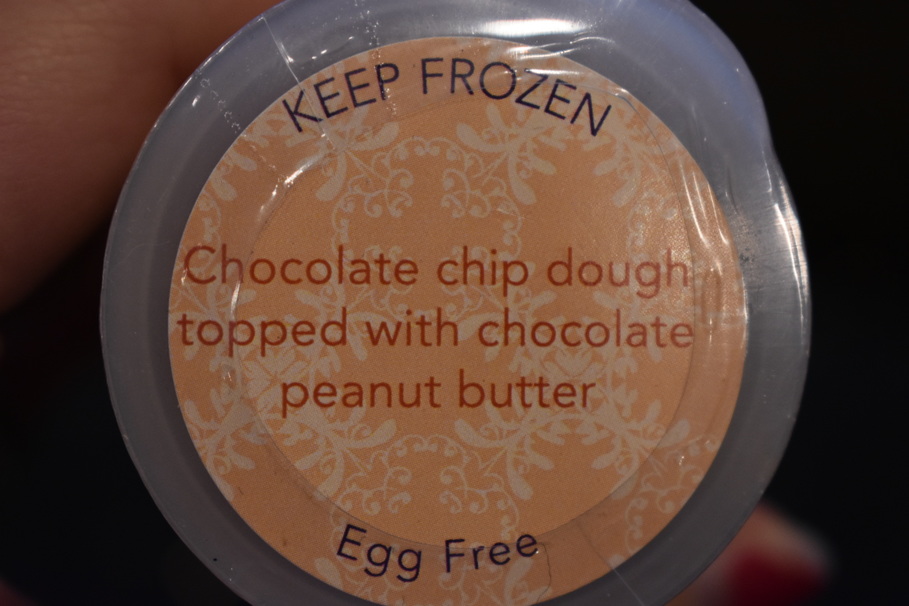 KEEP FROZEN
Chocolate chip dough
topped with chocolate
peanut butter
Egg Free